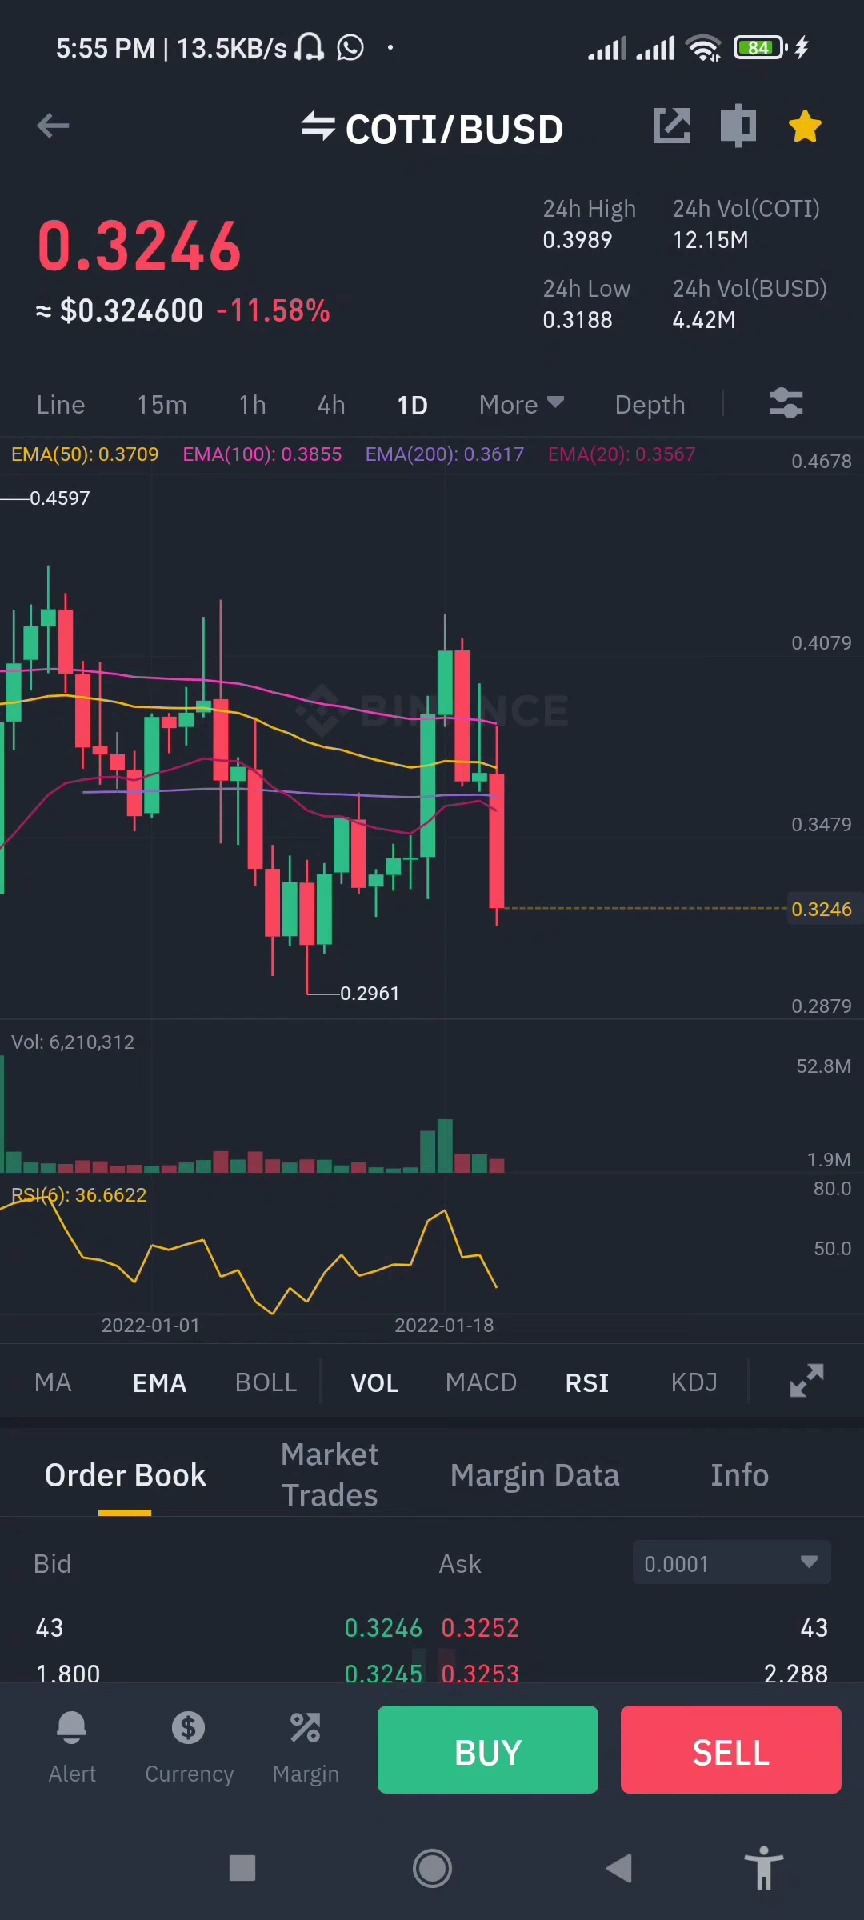 5:55 PM | 13.5KB/s
84
COTI/BUSD
0.3246
≈ $0.324600 -11.58%
24h High 24h Vol(COTI)
0.3989 12.15M
24h Low 24h Vol(BUSD)
0.3188 4.42M
Line 15m 1h 4h 1D More Depth
EMA(50): 0.3709 EMA(100): 0.3855 EMA(200): 0.3617 EMA(20): 0.3567
0.4678
0.4597
0.4079
BINANCE
0.3479
0.3246
0.2961
0.2879
Vol: 6,210,312
52.8M
1.9M
RSI(6): 36.6622
80.0
50.0
2022-01-01 2022-01-18
MA EMA BOLL VOL MACD RSI KDJ
Order Book Market Trades Margin Data Info
Bid Ask 0.0001
43 0.3246 0.3252 43
1.800 0.3245 0.3253 2.288
Alert Currency Margin BUY SELL